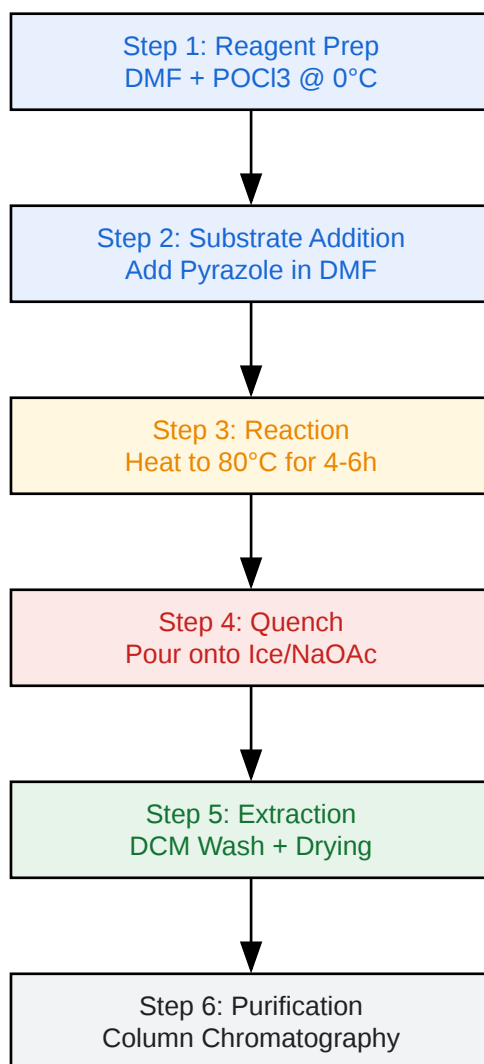 Step 1: Reagent Prep
DMF + POCl3 @ 0°C
Step 2: Substrate Addition
Add Pyrazole in DMF
Step 3: Reaction
Heat to 80°C for 4-6h
Step 4: Quench
Pour onto Ice/NaOAc
Step 5: Extraction
DCM Wash + Drying
Step 6: Purification
Column Chromatography